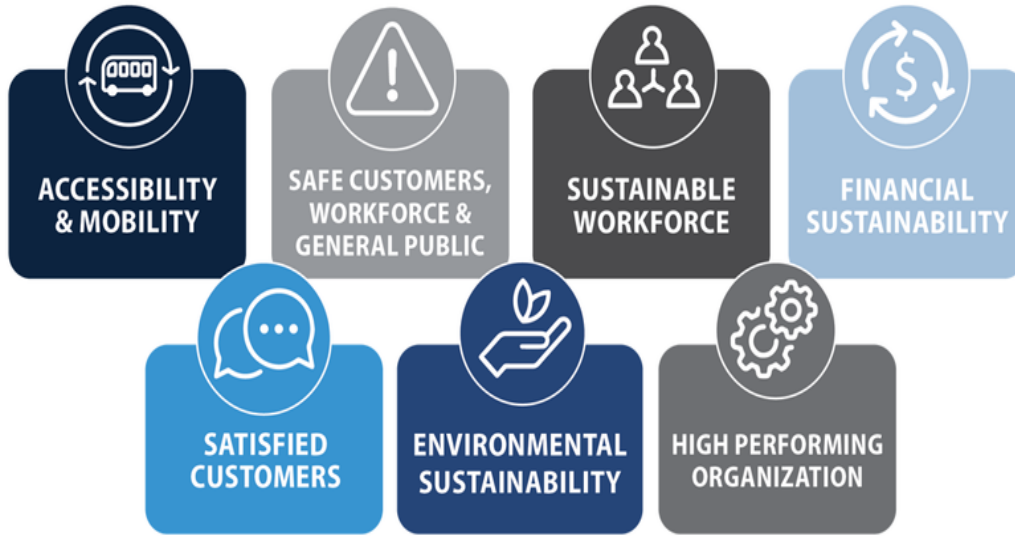 ACCESSIBILITY
& MOBILITY
SAFE CUSTOMERS,
WORKFORCE &
GENERAL PUBLIC
SUSTAINABLE
WORKFORCE
$
FINANCIAL
SUSTAINABILITY
SATISFIED
CUSTOMERS
ENVIRONMENTAL
SUSTAINABILITY
HIGH PERFORMING
ORGANIZATION